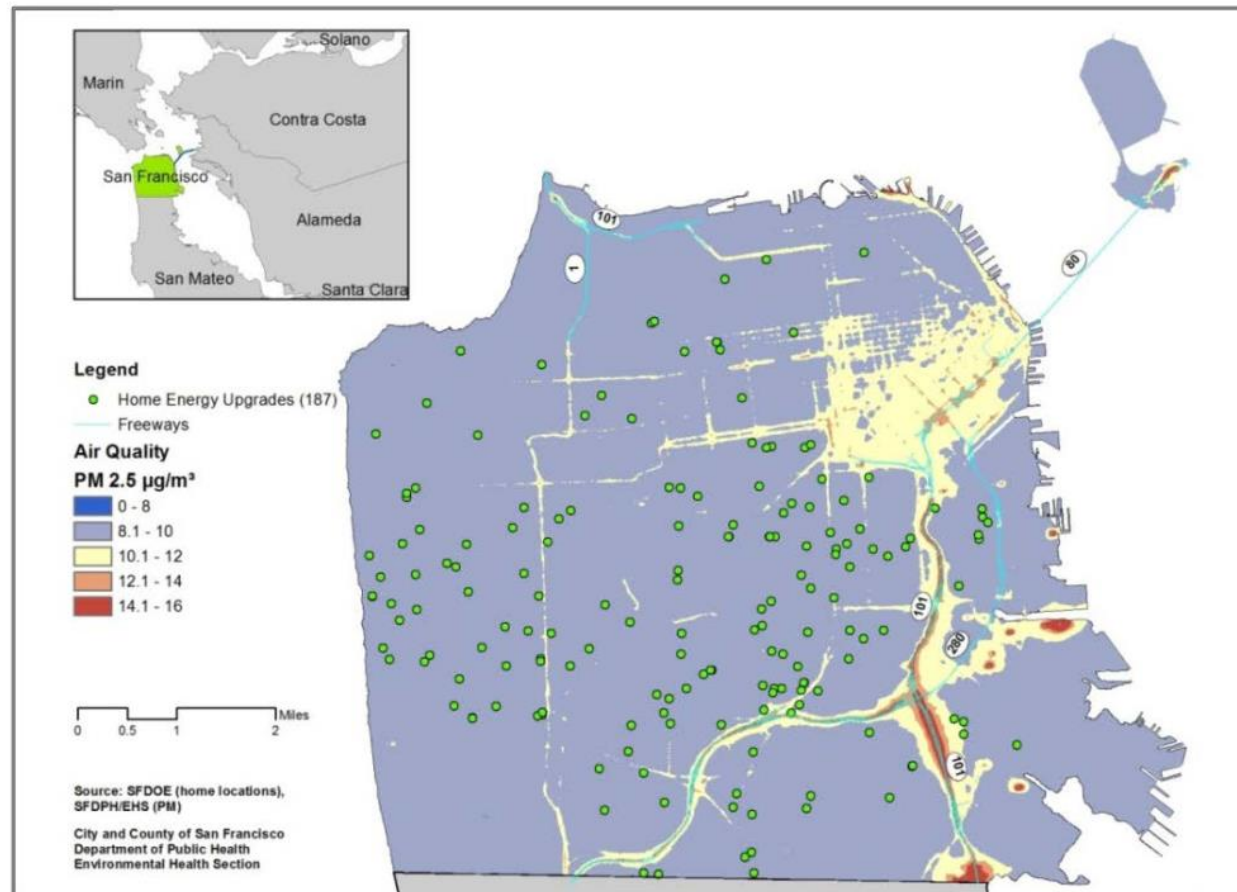 Solano
Marin
Contra Costa
San Francisco
Alameda
San Mateo
Santa Clara
101
1
80
Legend
Home Energy Upgrades (187)
Freeways
Air Quality
PM 2.5 µg/m³
0 - 8
8.1 - 10
10.1 - 12
12.1 - 14
14.1 - 16
101
280
101
Miles
0 0.5 1 2
Source: SFDOE (home locations),
SFDPH/EHS (PM)
City and County of San Francisco
Department of Public Health
Environmental Health Section